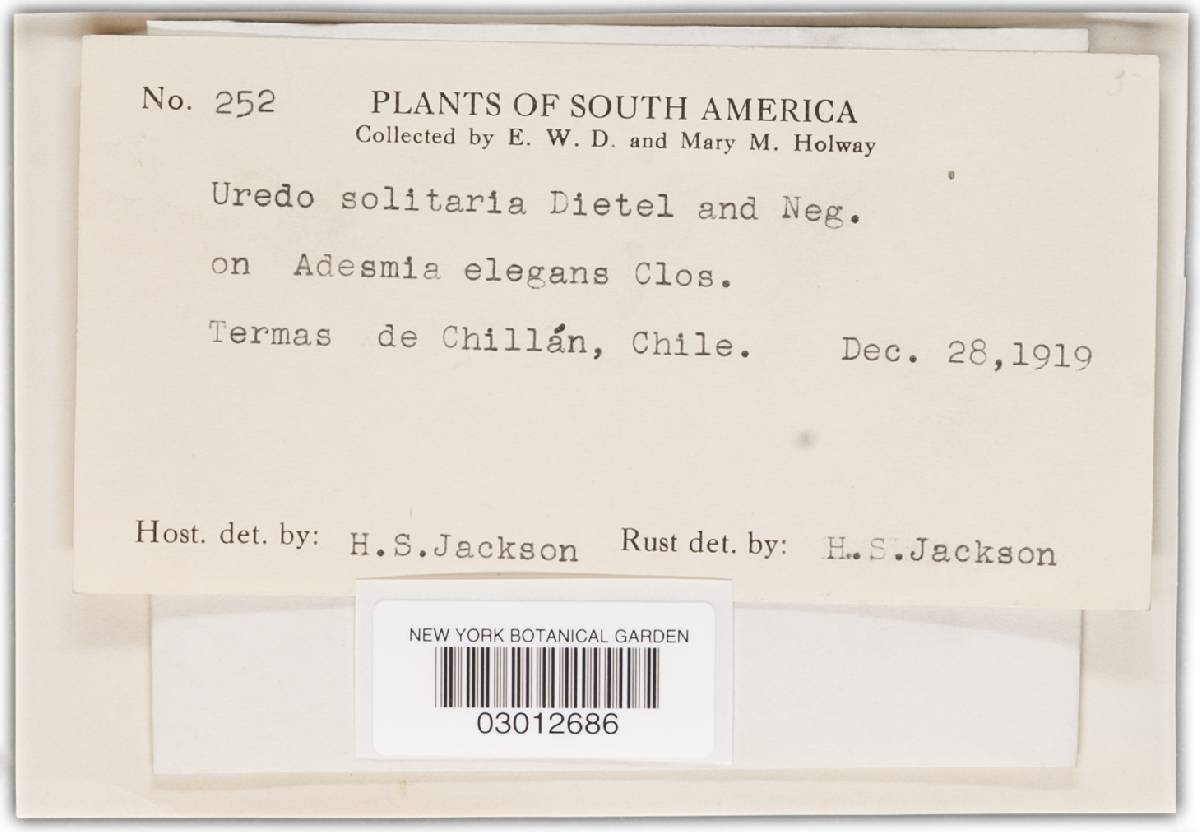 No. 252 PLANTS OF SOUTH AMERICA
Collected by E. W. D. and Mary M. Holway
Uredo solitaria Dietel and Neg.
on Adesmia elegans Clos.
Termas de Chillán, Chile. Dec. 28,1919
Host. det. by: H.S.Jackson Rust det. by: H.S.Jackson
NEW YORK BOTANICAL GARDEN
03012686